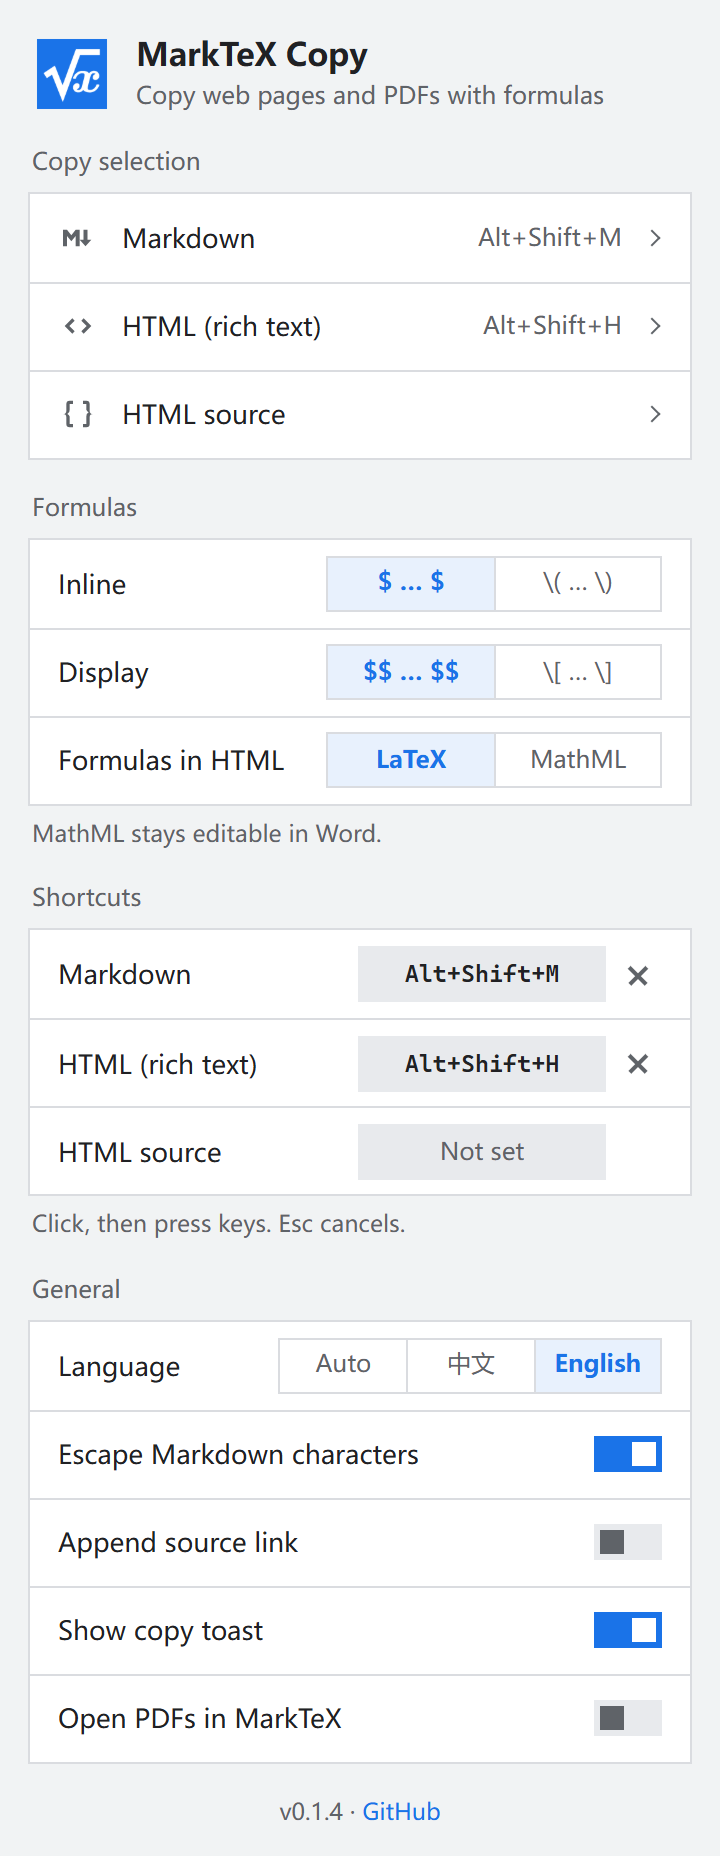 √x
MarkTeX Copy
Copy web pages and PDFs with formulas
Copy selection
M↓ Markdown Alt+Shift+M >
<> HTML (rich text) Alt+Shift+H >
{} HTML source >
Formulas
Inline $ ... $ \( ... \)
Display $$ ... $$ \[ ... \]
Formulas in HTML LaTeX MathML
MathML stays editable in Word.
Shortcuts
Markdown Alt+Shift+M ×
HTML (rich text) Alt+Shift+H ×
HTML source Not set
Click, then press keys. Esc cancels.
General
Language Auto 中文 English
Escape Markdown characters
Append source link
Show copy toast
Open PDFs in MarkTeX
v0.1.4 · GitHub